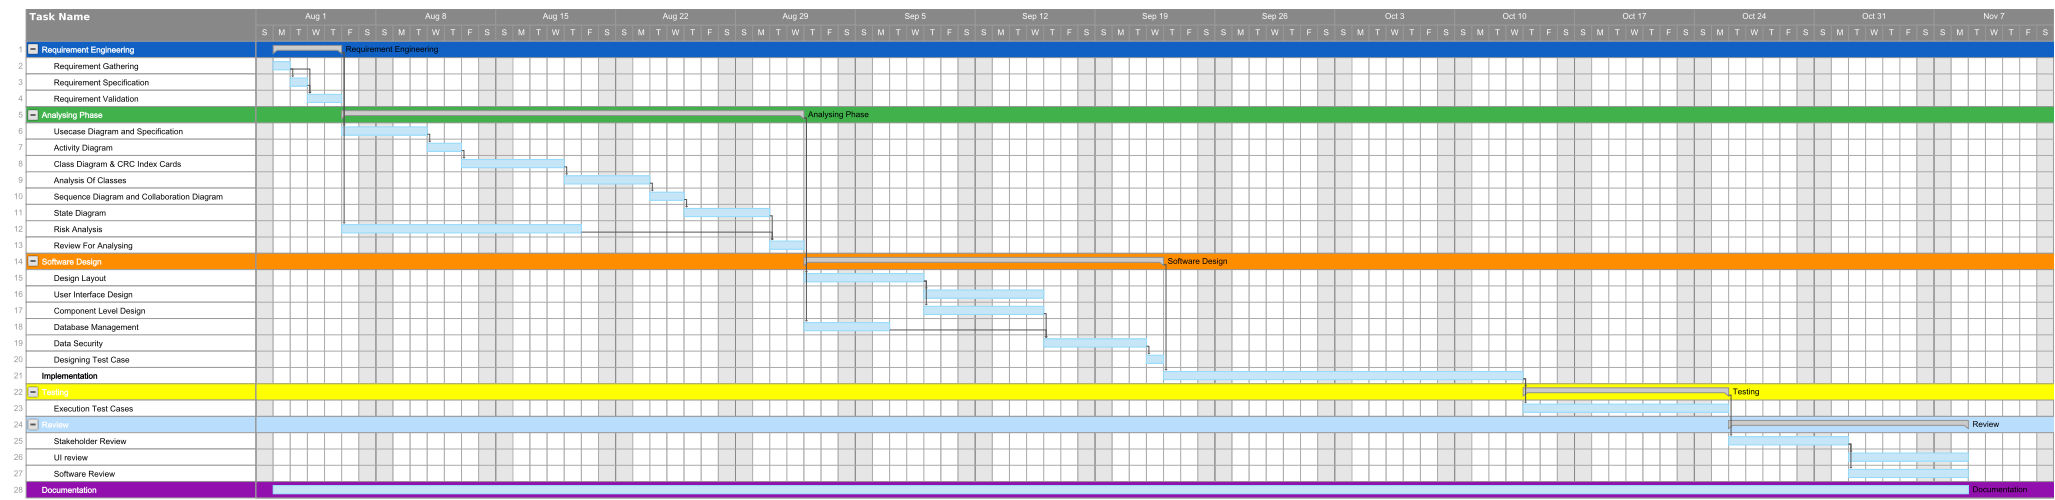 Task Name Aug 1 Aug 8 Aug 15 Aug 22 Aug 29 Sep 5 Sep 12 Sep 19 Sep 26 Oct 3 Oct 10 Oct 17 Oct 24 Oct 31 Nov 7
S M T W T F S S M T W T F S S M T W T F S S M T W T F S S M T W T F S S M T W T F S S M T W T F S S M T W T F S S M T W T F S S M T W T F S S M T W T F S S M T W T F S S M T W T F S S M T W T F S S M T W T F S
1 Requirement Engineering Requirement Engineering
2 Requirement Gathering
3 Requirement Specification
4 Requirement Validation
5 Analysing Phase Analysing Phase
6 Usecase Diagram and Specification
7 Activity Diagram
8 Class Diagram & CRC Index Cards
9 Analysis Of Classes
10 Sequence Diagram and Collaboration Diagram
11 State Diagram
12 Risk Analysis
13 Review For Analysing
14 Software Design Software Design
15 Design Layout
16 User Interface Design
17 Component Level Design
18 Database Management
19 Data Security
20 Designing Test Case
21 Implementation
22 Testing Testing
23 Execution Test Cases
24 Review Review
25 Stakeholder Review
26 UI review
27 Software Review
28 Documentation Documentation